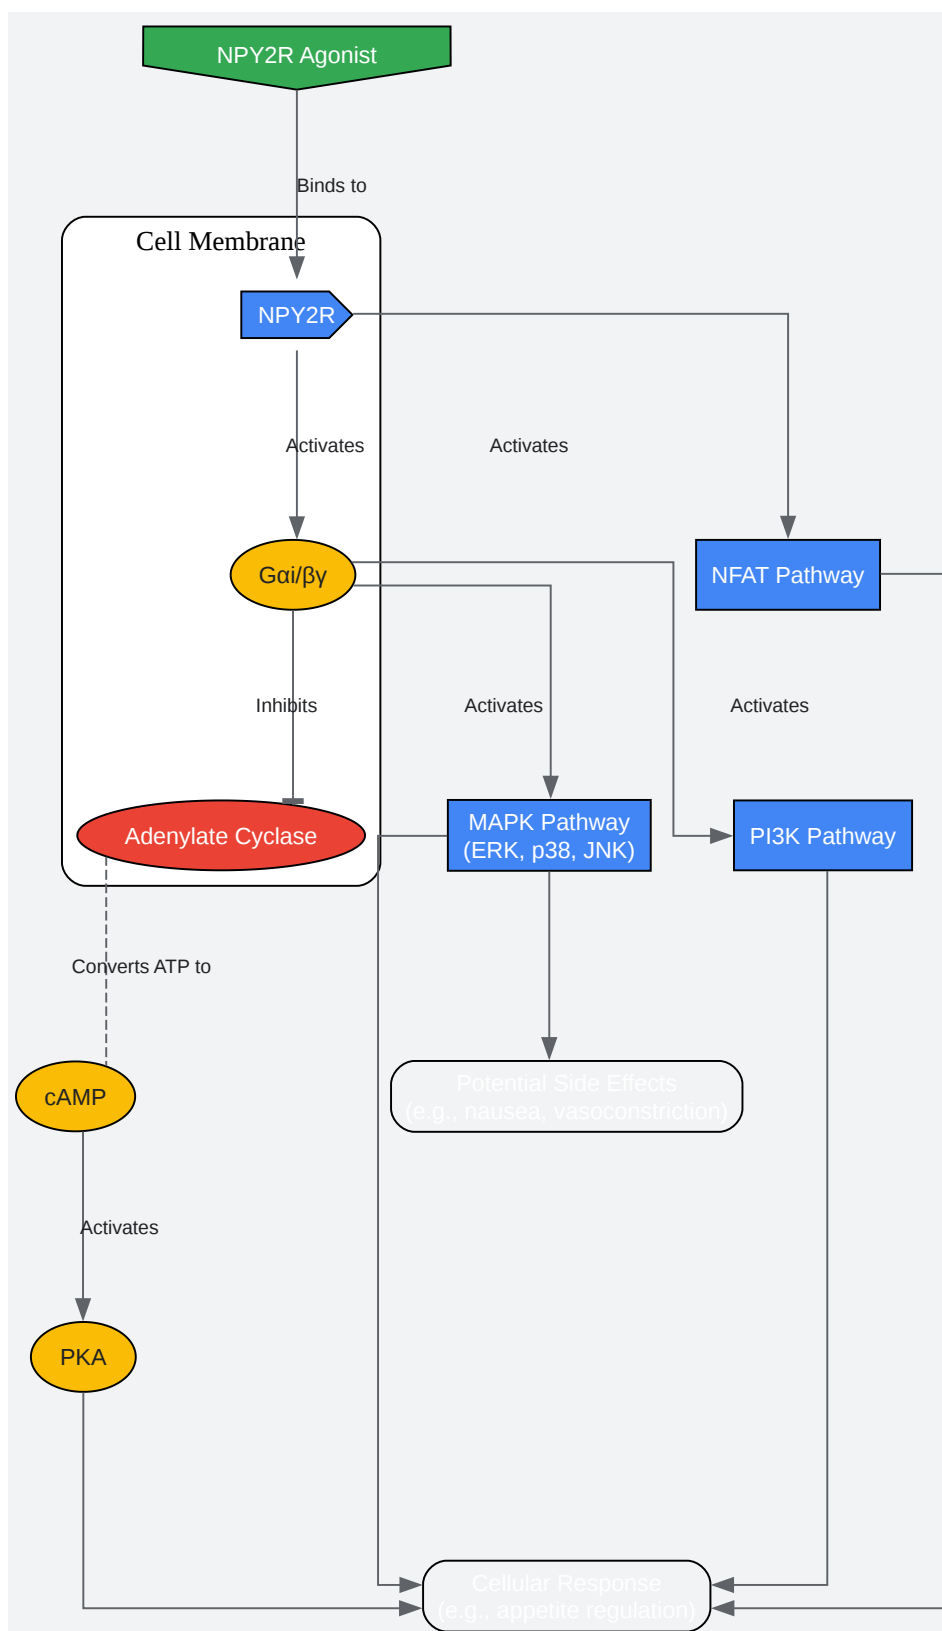 NPY2R Agonist
Binds to
Cell Membrane
NPY2R
Activates
Activates
Gαi/βγ
NFAT Pathway
Inhibits
Activates
Activates
Adenylate Cyclase
MAPK Pathway
(ERK, p38, JNK)
PI3K Pathway
Converts ATP to
cAMP
Potential Side Effects
(e.g., nausea, vasoconstriction)
Activates
PKA
Cellular Response
(e.g., appetite regulation)